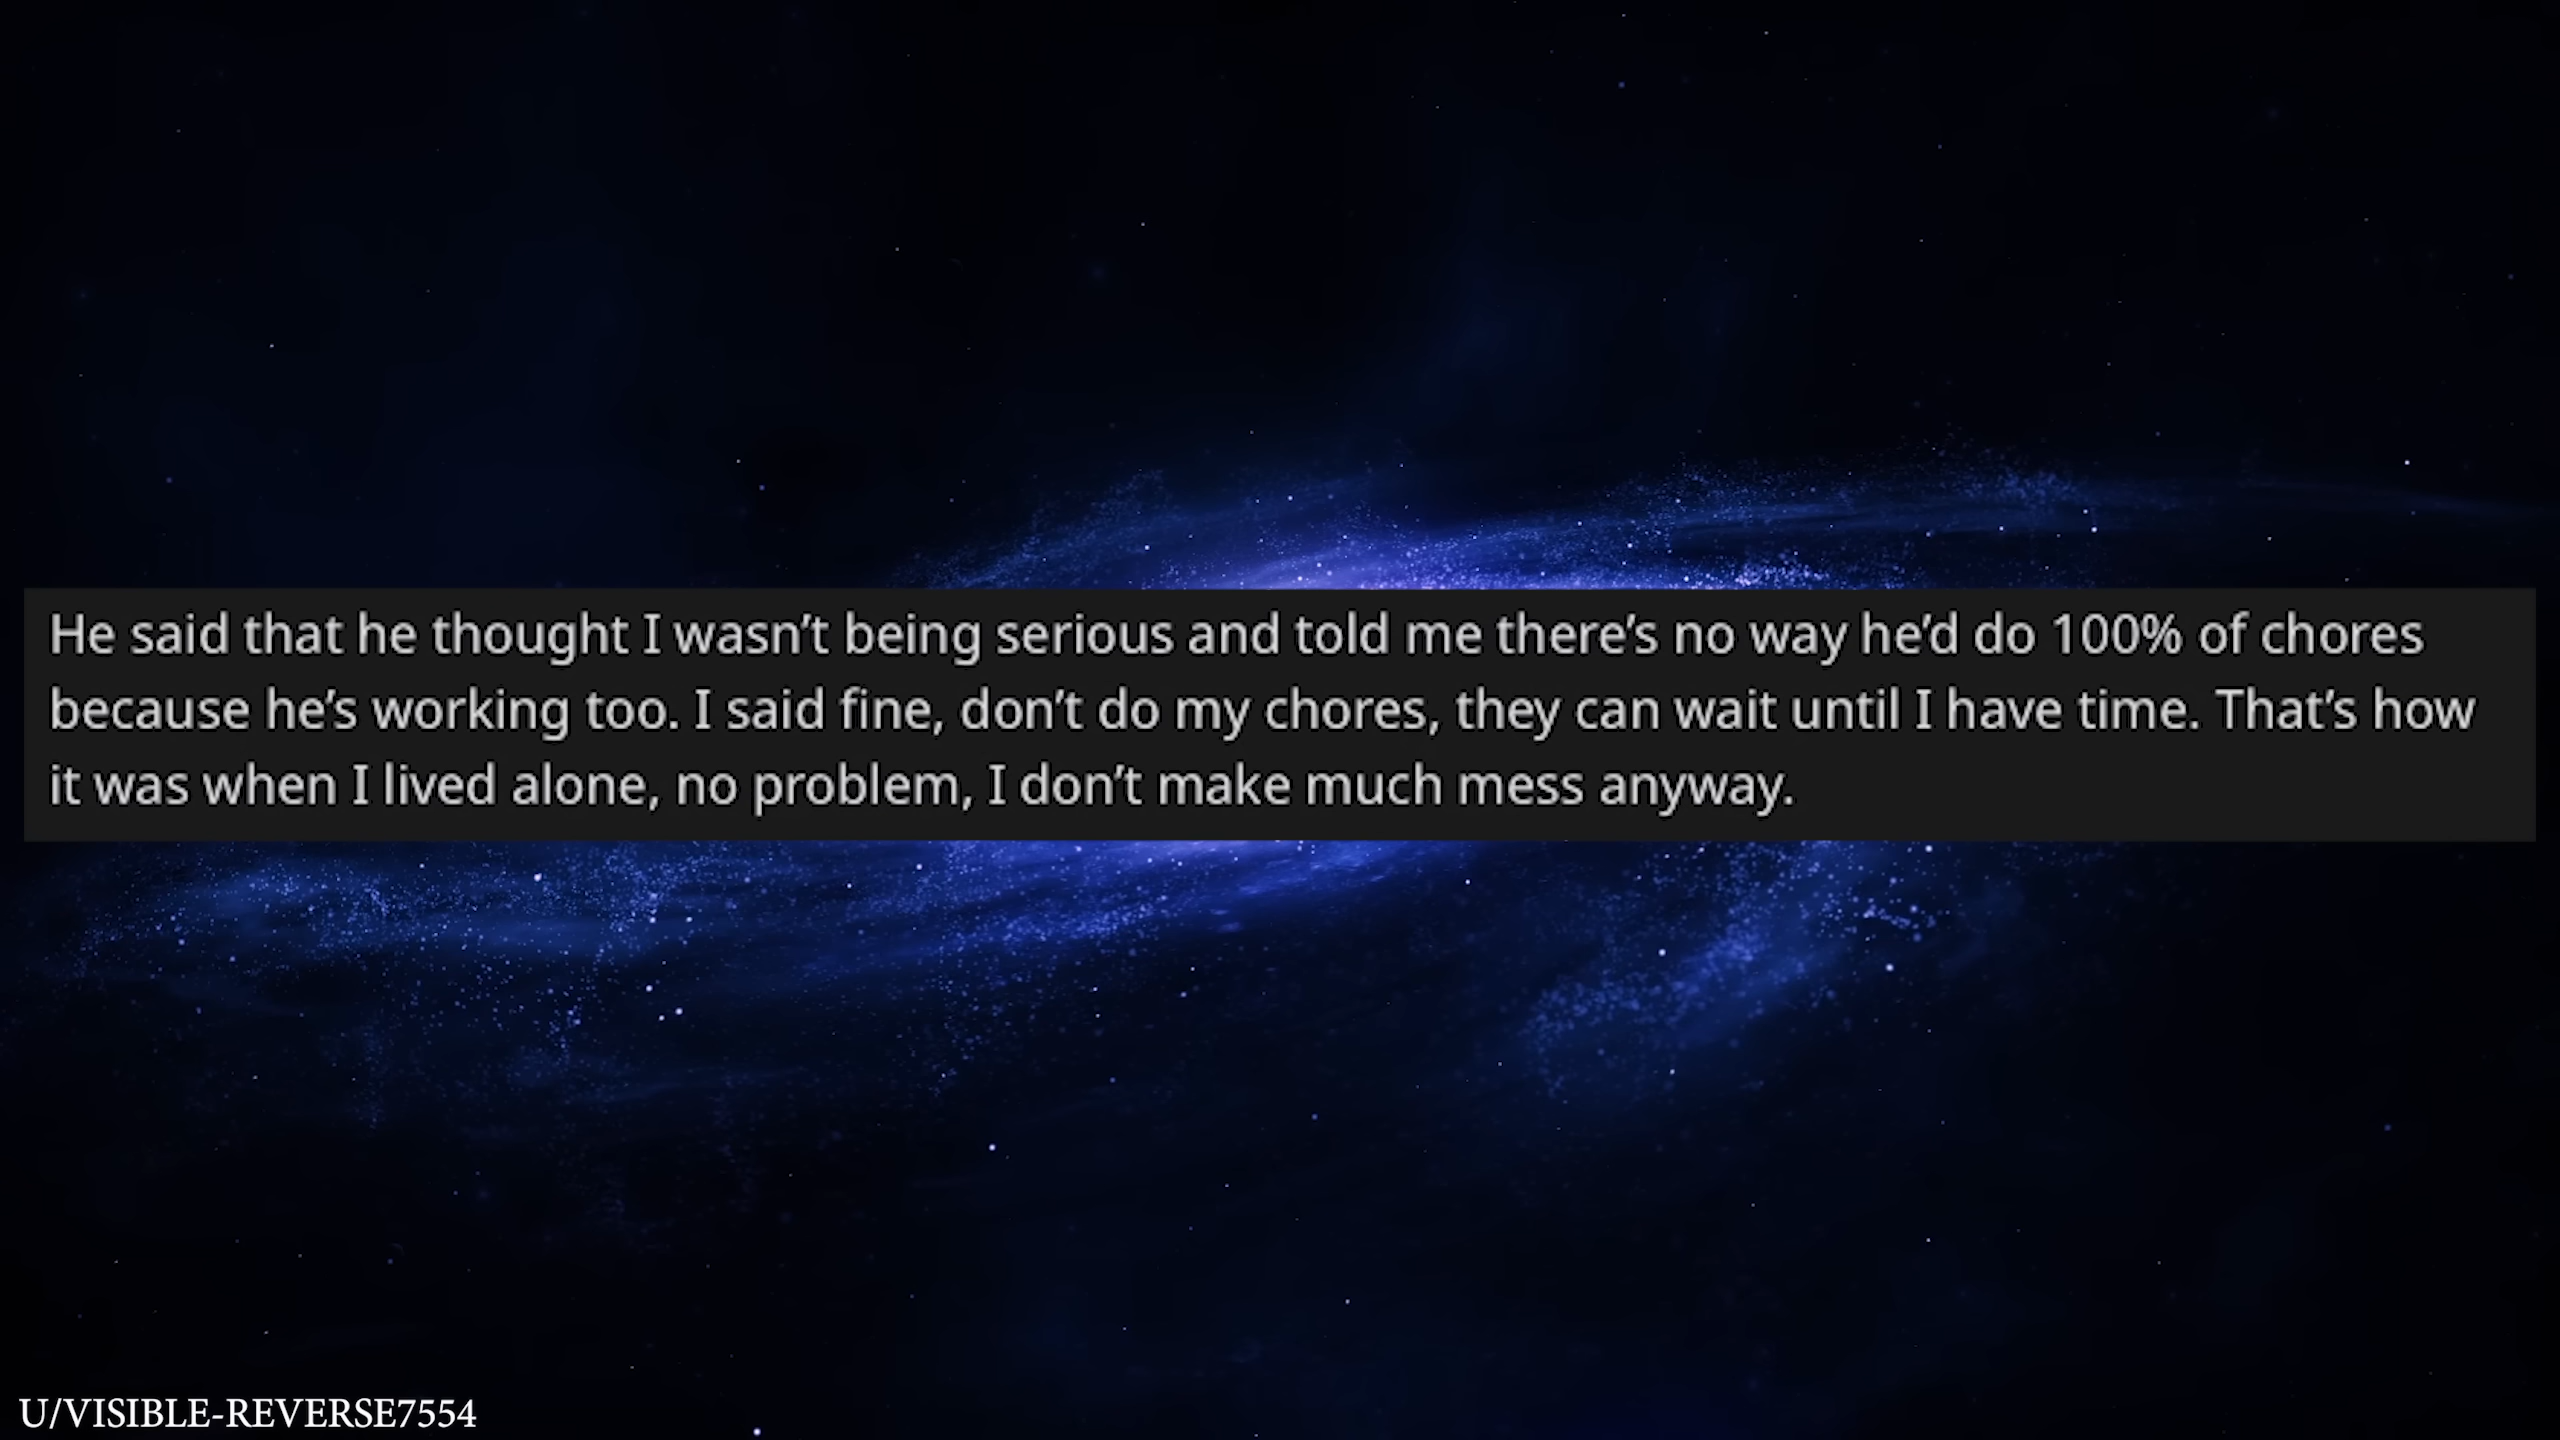 He said that he thought I wasn’t being serious and told me there’s no way he’d do 100% of chores
because he’s working too. I said fine, don’t do my chores, they can wait until I have time. That’s how
it was when I lived alone, no problem, I don’t make much mess anyway.
U/VISIBLE-REVERSE7554